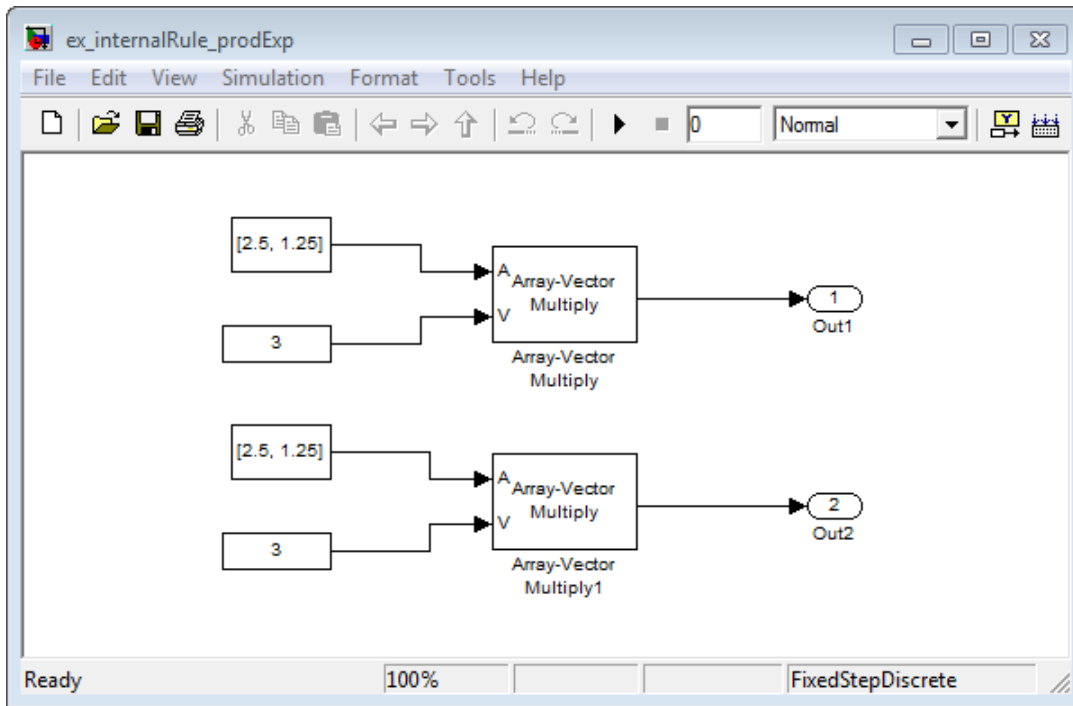 ex_internalRule_prodExp
File Edit View Simulation Format Tools Help
0 Normal
[2.5, 1.25]
A
Array-Vector
Multiply
V
3
Array-Vector
Multiply
1
Out1
[2.5, 1.25]
A
Array-Vector
Multiply
V
3
Array-Vector
Multiply1
2
Out2
Ready 100% FixedStepDiscrete